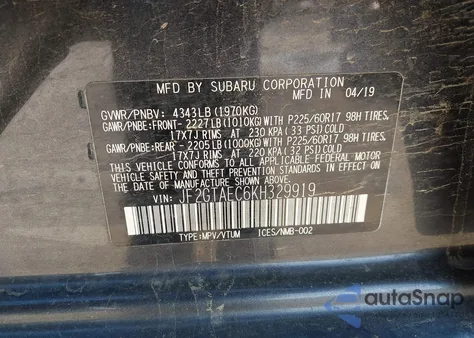 MFD BY SUBARU CORPORATION
MFD IN 04/19
GVWR/PNBV: 4343LB(1970KG)
GAWR/PNBE:FRONT- 2227LB(1010KG)WITH P225/60R17 98H TIRES,
17X7J RIMS AT 230 KPA(33 PSI)COLD
GAWR/PNBE:REAR- 2205LB(1000KG)WITH P225/60R17 98H TIRES,
17X7J RIMS AT 220 KPA(32 PSI)COLD
THIS VEHICLE CONFORMS TO ALL APPLICABLE FEDERAL MOTOR
VEHICLE SAFETY AND THEFT PREVENTION STANDARDS IN EFFECT
ON THE DATE OF MANUFACTURE SHOWN ABOVE.
VIN: JF2GTAEC6KH329919
TYPE:MPV/VTUM ICES/NMB-002
autoSnap